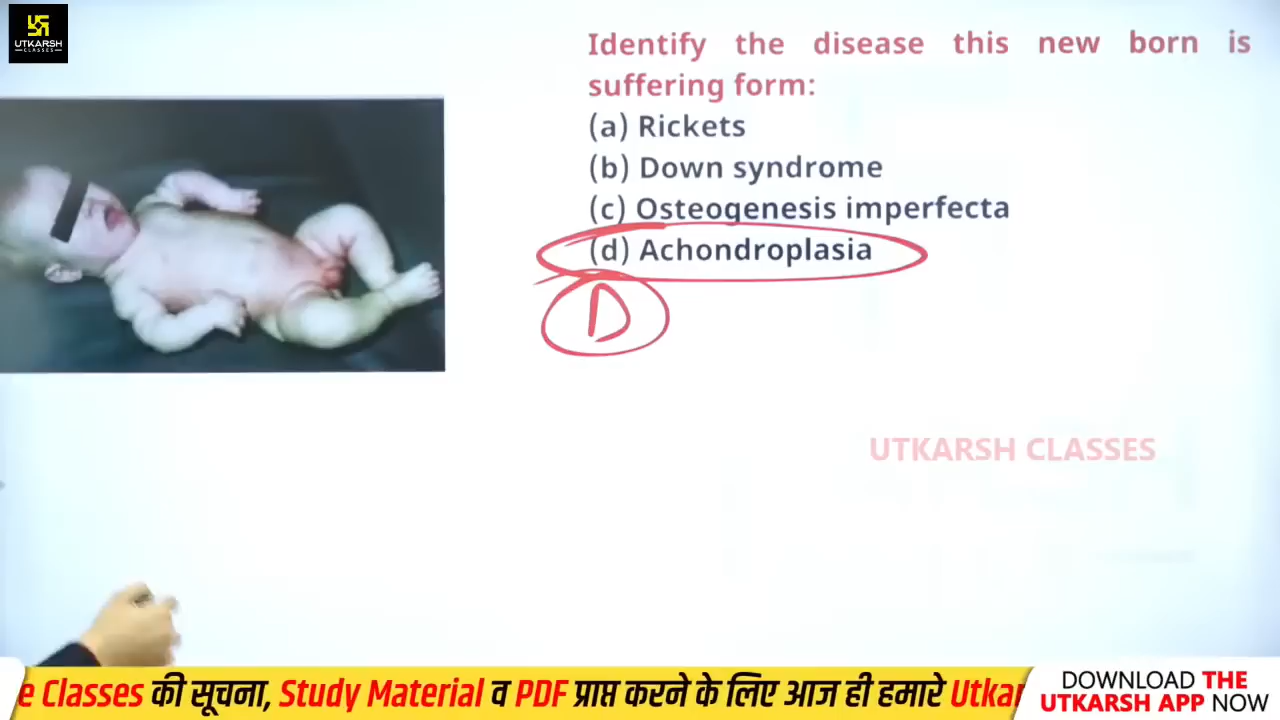 UTKARSH
CLASSES
Identify the disease this new born is
suffering form:
(a) Rickets
(b) Down syndrome
(c) Osteogenesis imperfecta
(d) Achondroplasia
D
UTKARSH CLASSES
e Classes की सूचना, Study Material व PDF प्राप्त करने के लिए आज ही हमारे Utkar
DOWNLOAD THE
UTKARSH APP NOW